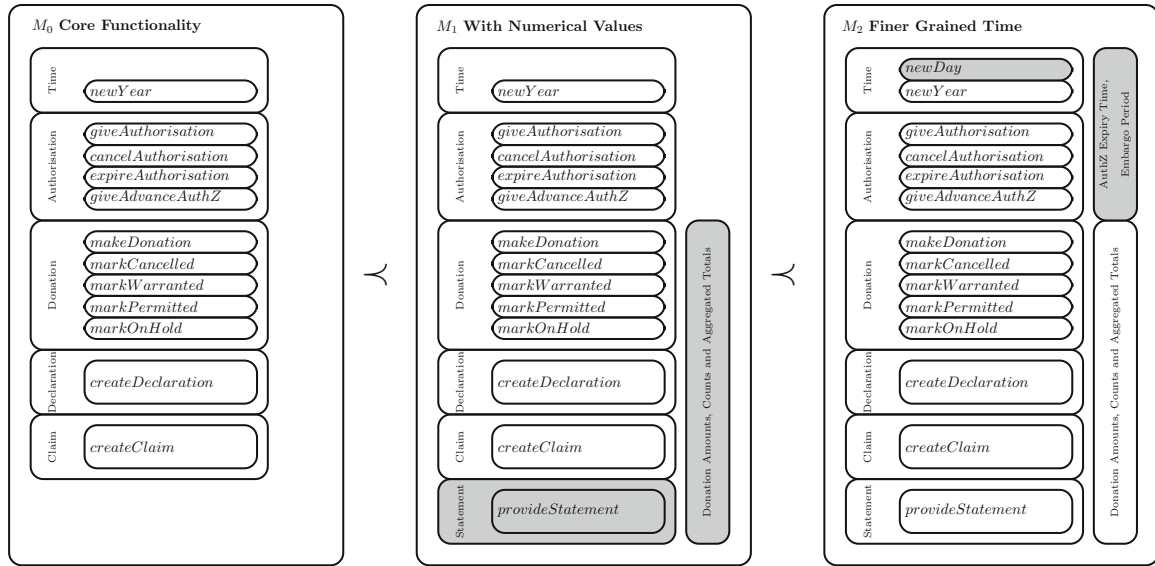 M0 Core Functionality
Time
newYear
Authorisation
giveAuthorisation
cancelAuthorisation
expireAuthorisation
giveAdvanceAuthZ
Donation
makeDonation
markCancelled
markWarranted
markPermitted
markOnHold
Declaration
createDeclaration
Claim
createClaim
≺
M1 With Numerical Values
Time
newYear
Authorisation
giveAuthorisation
cancelAuthorisation
expireAuthorisation
giveAdvanceAuthZ
Donation
makeDonation
markCancelled
markWarranted
markPermitted
markOnHold
Declaration
createDeclaration
Claim
createClaim
Statement
provideStatement
Donation Amounts, Counts and Aggregated Totals
≺
M2 Finer Grained Time
Time
newDay
newYear
Authorisation
giveAuthorisation
cancelAuthorisation
expireAuthorisation
giveAdvanceAuthZ
AuthZ Expiry Time,
Embargo Period
Donation
makeDonation
markCancelled
markWarranted
markPermitted
markOnHold
Declaration
createDeclaration
Claim
createClaim
Statement
provideStatement
Donation Amounts, Counts and Aggregated Totals